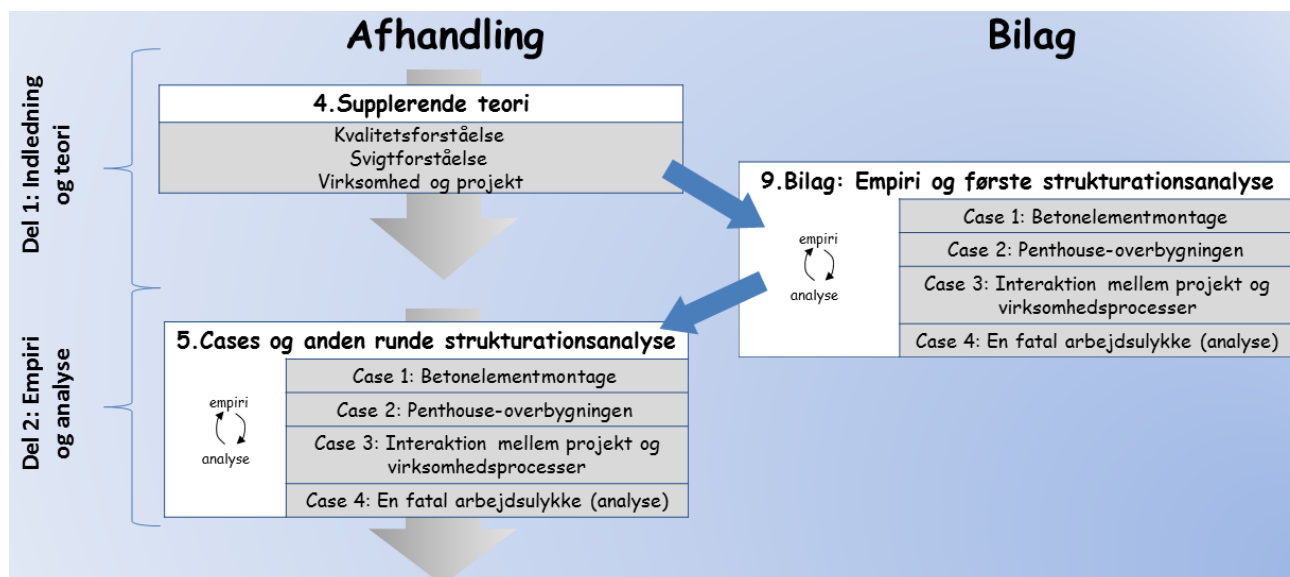 Afhandling
Bilag
Del 1: Indledning
og teori
4.Supplerende teori
Kvalitetsforståelse
Svigtforståelse
Virksomhed og projekt
9.Bilag: Empiri og første strukturationsanalyse
empiri
analyse
Case 1: Betonelementmontage
Case 2: Penthouse-overbygningen
Case 3: Interaktion mellem projekt og
virksomhedsprocesser
Case 4: En fatal arbejdsulykke (analyse)
Del 2: Empiri
og analyse
5.Cases og anden runde strukturationsanalyse
empiri
analyse
Case 1: Betonelementmontage
Case 2: Penthouse-overbygningen
Case 3: Interaktion mellem projekt og
virksomhedsprocesser
Case 4: En fatal arbejdsulykke (analyse)